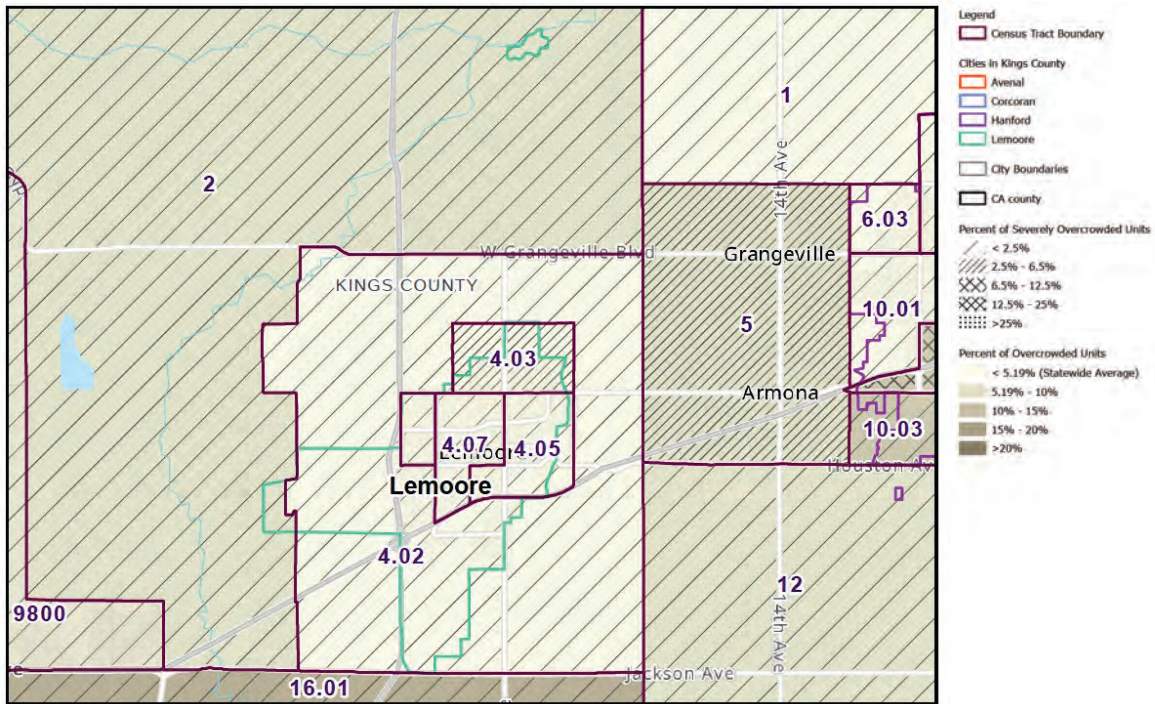 1
14th Ave
2
6.03
W Grangeville Blvd
Grangeville
KINGS COUNTY
10.01
5
4.03
Armona
10.03
4.07
4.05
Lemoore
Houston Av
Lemoore
4.02
12
9800
14th Ave
Jackson Ave
16.01
Legend
Census Tract Boundary
Cities in Kings County
Avenal
Corcoran
Hanford
Lemoore
City Boundaries
CA county
Percent of Severely Overcrowded Units
< 2.5%
2.5% - 6.5%
6.5% - 12.5%
12.5% - 25%
>25%
Percent of Overcrowded Units
< 5.19% (Statewide Average)
5.19% - 10%
10% - 15%
15% - 20%
>20%